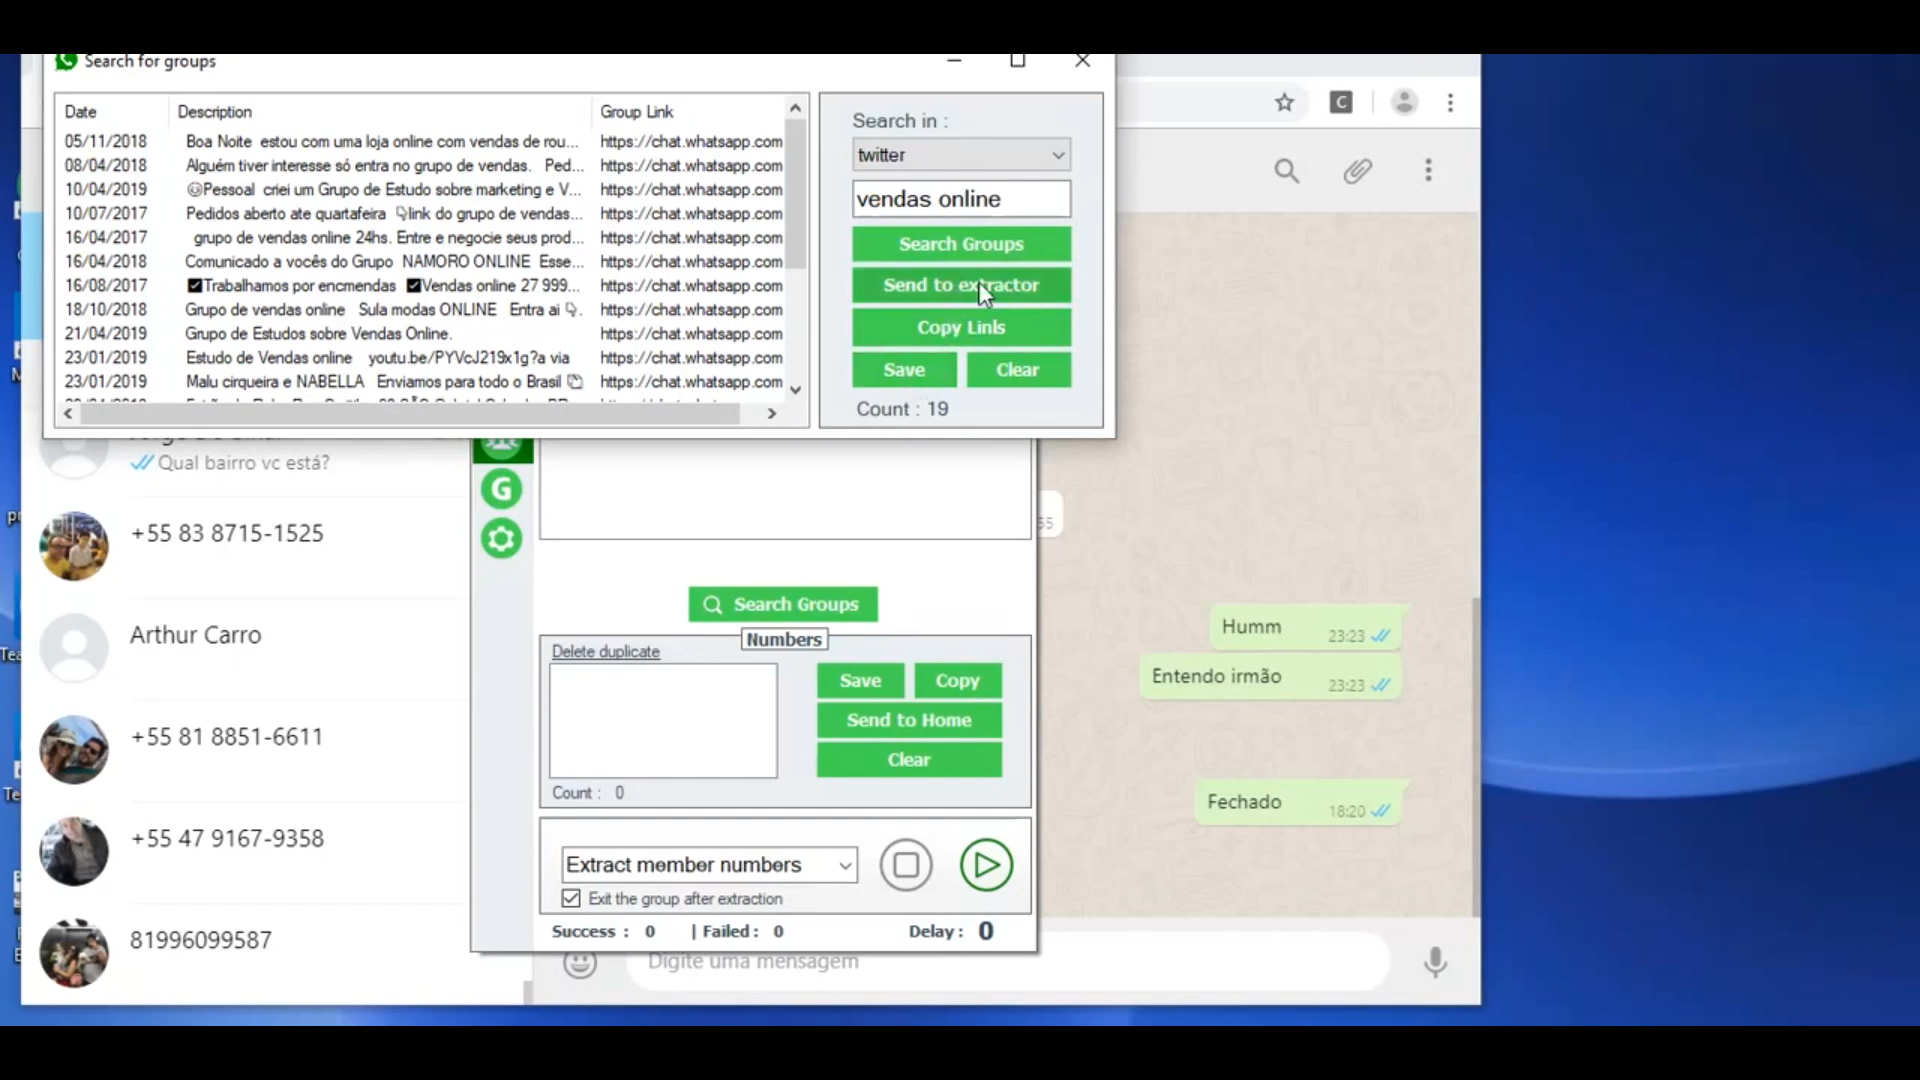 Search for groups
Date Description Group Link
05/11/2018 Boa Noite estou com uma loja online com vendas de rou... https://chat.whatsapp.com
08/04/2018 Alguém tiver interesse só entra no grupo de vendas. Ped... https://chat.whatsapp.com
10/04/2019 Pessoal criei um Grupo de Estudo sobre marketing e V... https://chat.whatsapp.com
10/07/2017 Pedidos aberto ate quartafeira link do grupo de vendas... https://chat.whatsapp.com
16/04/2017 grupo de vendas online 24hs. Entre e negocie seus prod... https://chat.whatsapp.com
16/04/2018 Comunicado a vocês do Grupo NAMORO ONLINE Esse... https://chat.whatsapp.com
16/08/2017 Trabalhamos por encmendas Vendas online 27 999... https://chat.whatsapp.com
18/10/2018 Grupo de vendas online Sula modas ONLINE Entra ai . https://chat.whatsapp.com
21/04/2019 Grupo de Estudos sobre Vendas Online. https://chat.whatsapp.com
23/01/2019 Estudo de Vendas online youtu.be/PYVcJ219x1g?a via https://chat.whatsapp.com
23/01/2019 Malu cirqueira e NABELLA Enviamos para todo o Brasil https://chat.whatsapp.com
Search in :
twitter
vendas online
Search Groups
Send to extractor
Copy Linls
Save Clear
Count : 19
C
Qual bairro vc está?
+55 83 8715-1525
Arthur Carro
+55 81 8851-6611
+55 47 9167-9358
81996099587
G
Search Groups
Numbers
Delete duplicate
Save Copy
Send to Home
Clear
Count : 0
Extract member numbers
Exit the group after extraction
Success : 0 | Failed : 0 Delay : 0
55
Humm 23:23
Entendo irmão 23:23
Fechado 18:20
Digite uma mensagem